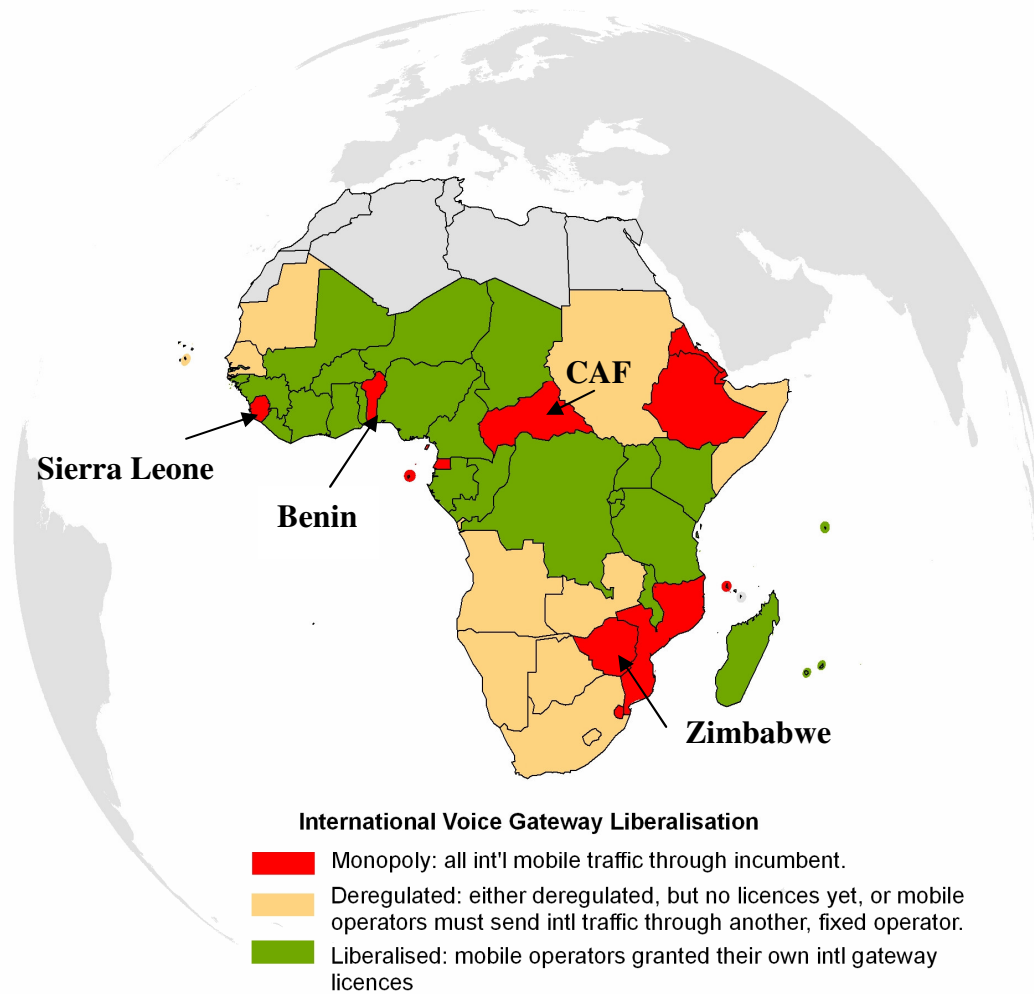 CAF
Sierra Leone
Benin
Zimbabwe
International Voice Gateway Liberalisation
Monopoly: all int'l mobile traffic through incumbent.
Deregulated: either deregulated, but no licences yet, or mobile
operators must send intl traffic through another, fixed operator.
Liberalised: mobile operators granted their own intl gateway
licences